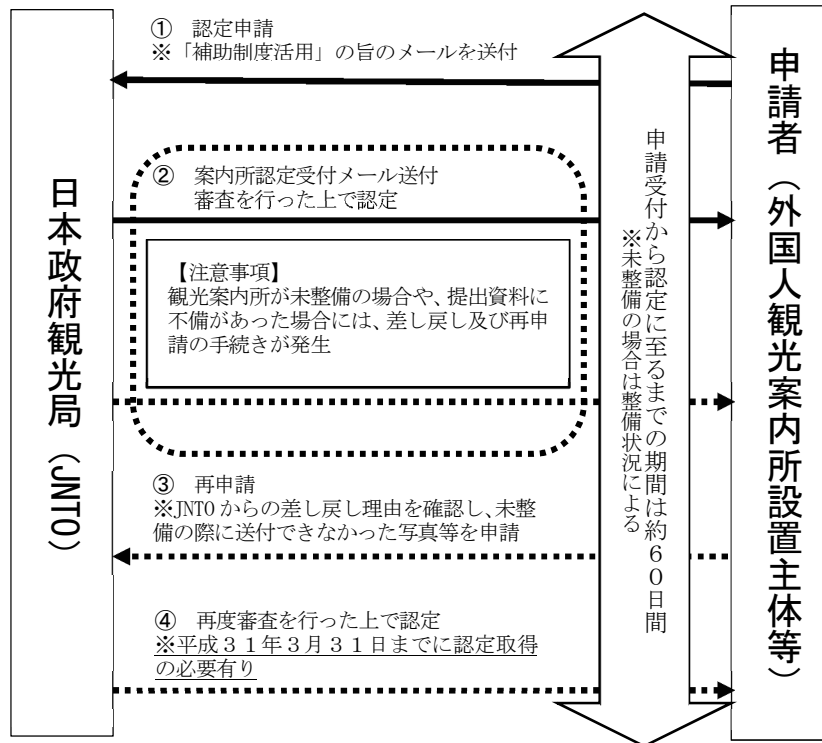 ① 認定申請
※「補助制度活用」の旨のメールを送付
日本政府観光局（JNTO）
申請者（外国人観光案内所設置主体等）
申請受付から認定に至るまでの期間は約６０日間
※未整備の場合は整備状況による
② 案内所認定受付メール送付
審査を行った上で認定
【注意事項】
観光案内所が未整備の場合や、提出資料に
不備があった場合には、差し戻し及び再申
請の手続きが発生
③ 再申請
※JNTO からの差し戻し理由を確認し、未整
備の際に送付できなかった写真等を申請
④ 再度審査を行った上で認定
※平成３１年３月３１日までに認定取得
の必要有り